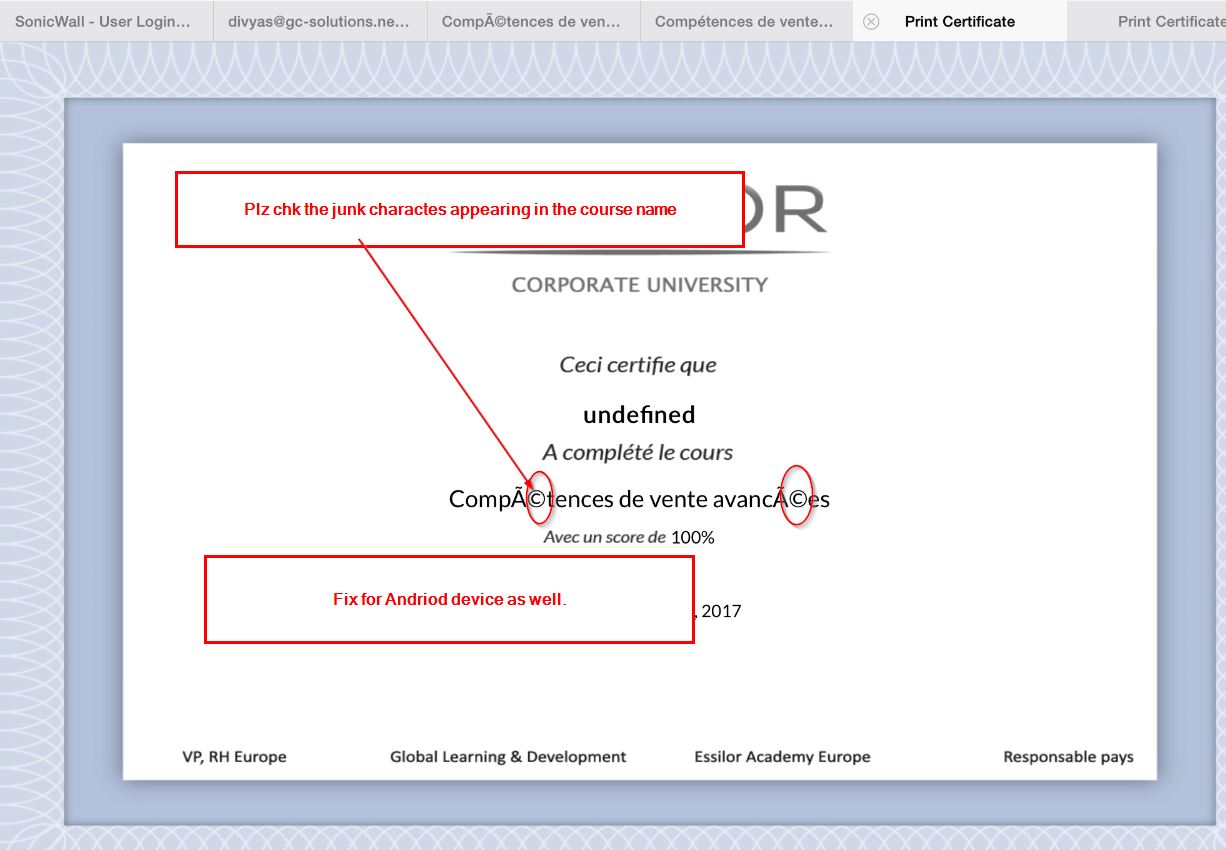 SonicWall - User Login...
divyas@gc-solutions.ne...
CompÃ©tences de ven...
Compétences de vente...
Print Certificate
Print Certificate
Plz chk the junk charactes appearing in the course name
OR
CORPORATE UNIVERSITY
Ceci certifie que
undefined
A complété le cours
CompÃ©tences de vente avancÃ©es
Avec un score de 100%
Fix for Andriod device as well.
, 2017
VP, RH Europe
Global Learning & Development
Essilor Academy Europe
Responsable pays